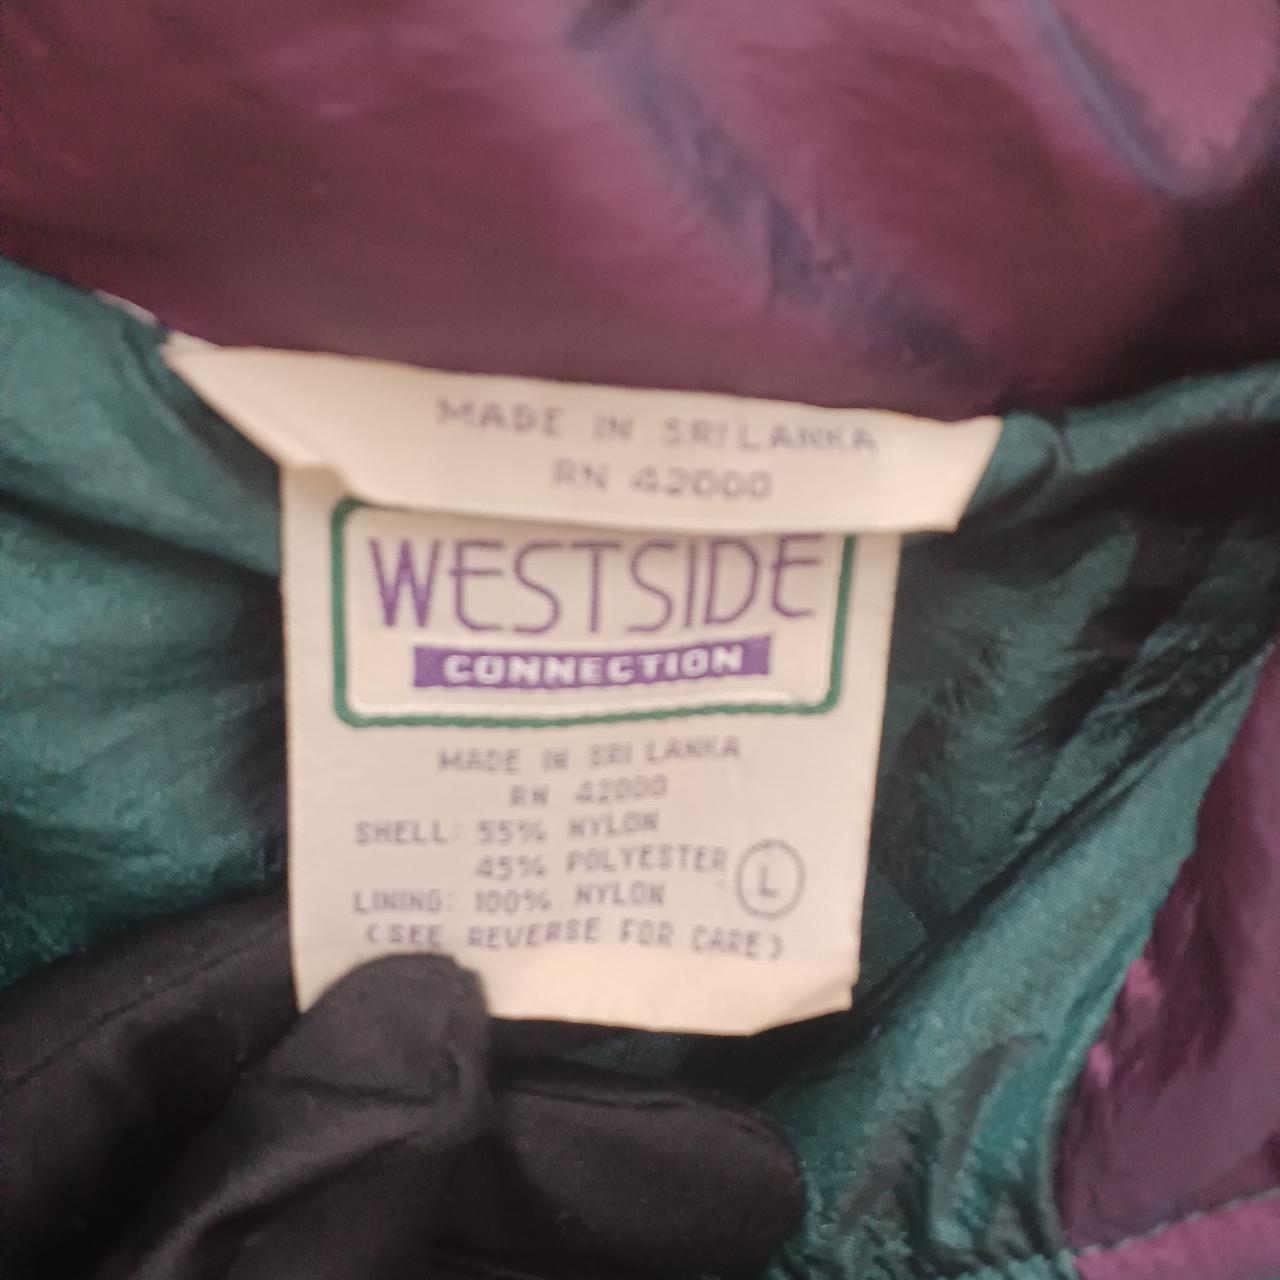 MADE IN SRI LANKA
RN 42000
WESTSIDE
CONNECTION
MADE IN SRI LANKA
RN 42000
SHELL: 55% NYLON
45% POLYESTER
L
LINING: 100% NYLON
(SEE REVERSE FOR CARE)